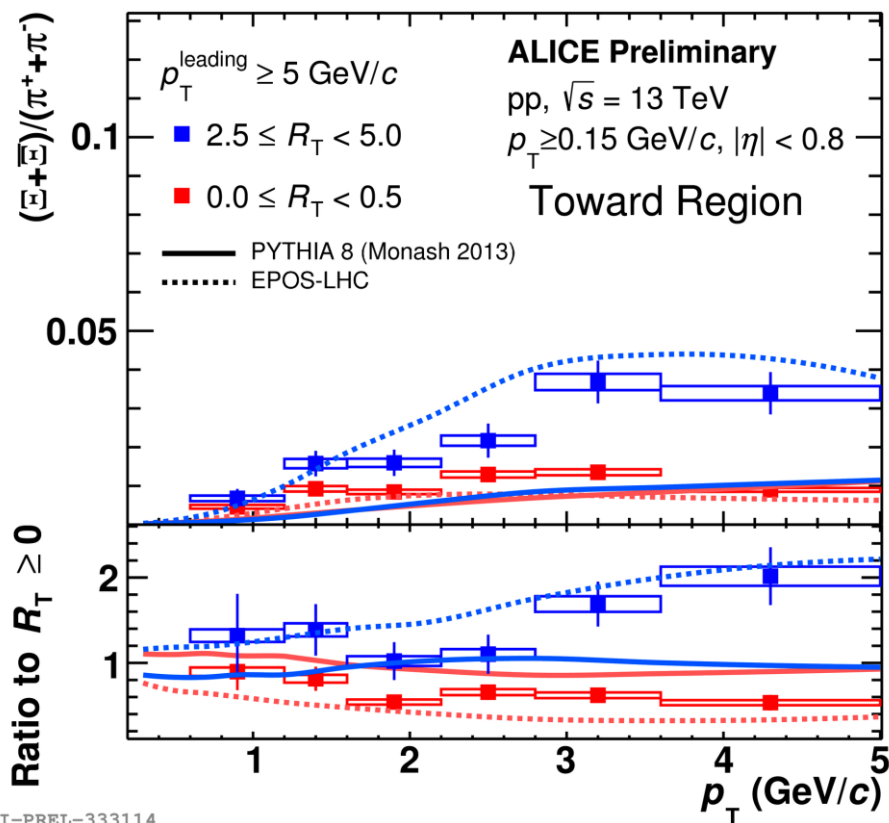 (Ξ+Ξ̅)/(π⁺+π⁻)
0.1
0.05
p_T^leading ≥ 5 GeV/c
2.5 ≤ R_T < 5.0
0.0 ≤ R_T < 0.5
PYTHIA 8 (Monash 2013)
EPOS-LHC
ALICE Preliminary
pp, √s = 13 TeV
p_T≥0.15 GeV/c, |η| < 0.8
Toward Region
Ratio to R_T ≥ 0
2
1
1 2 3 4 5
p_T (GeV/c)
I-PREL-333114